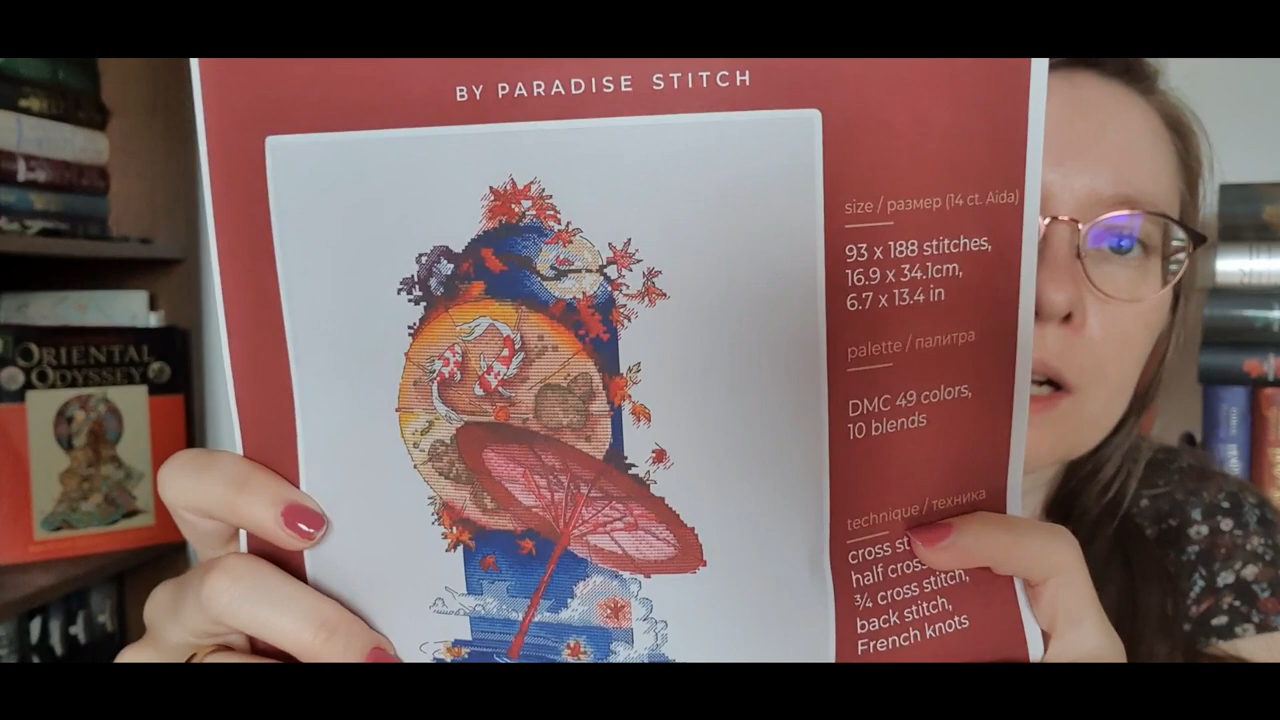 BY PARADISE STITCH
size / размер (14 ct. Aida)
93 x 188 stitches,
16.9 x 34.1cm,
6.7 x 13.4 in
palette / палитра
DMC 49 colors,
10 blends
technique / техника
cross st
half cros
¾ cross stitch,
back stitch,
French knots
ORIENTAL
ODYSSEY